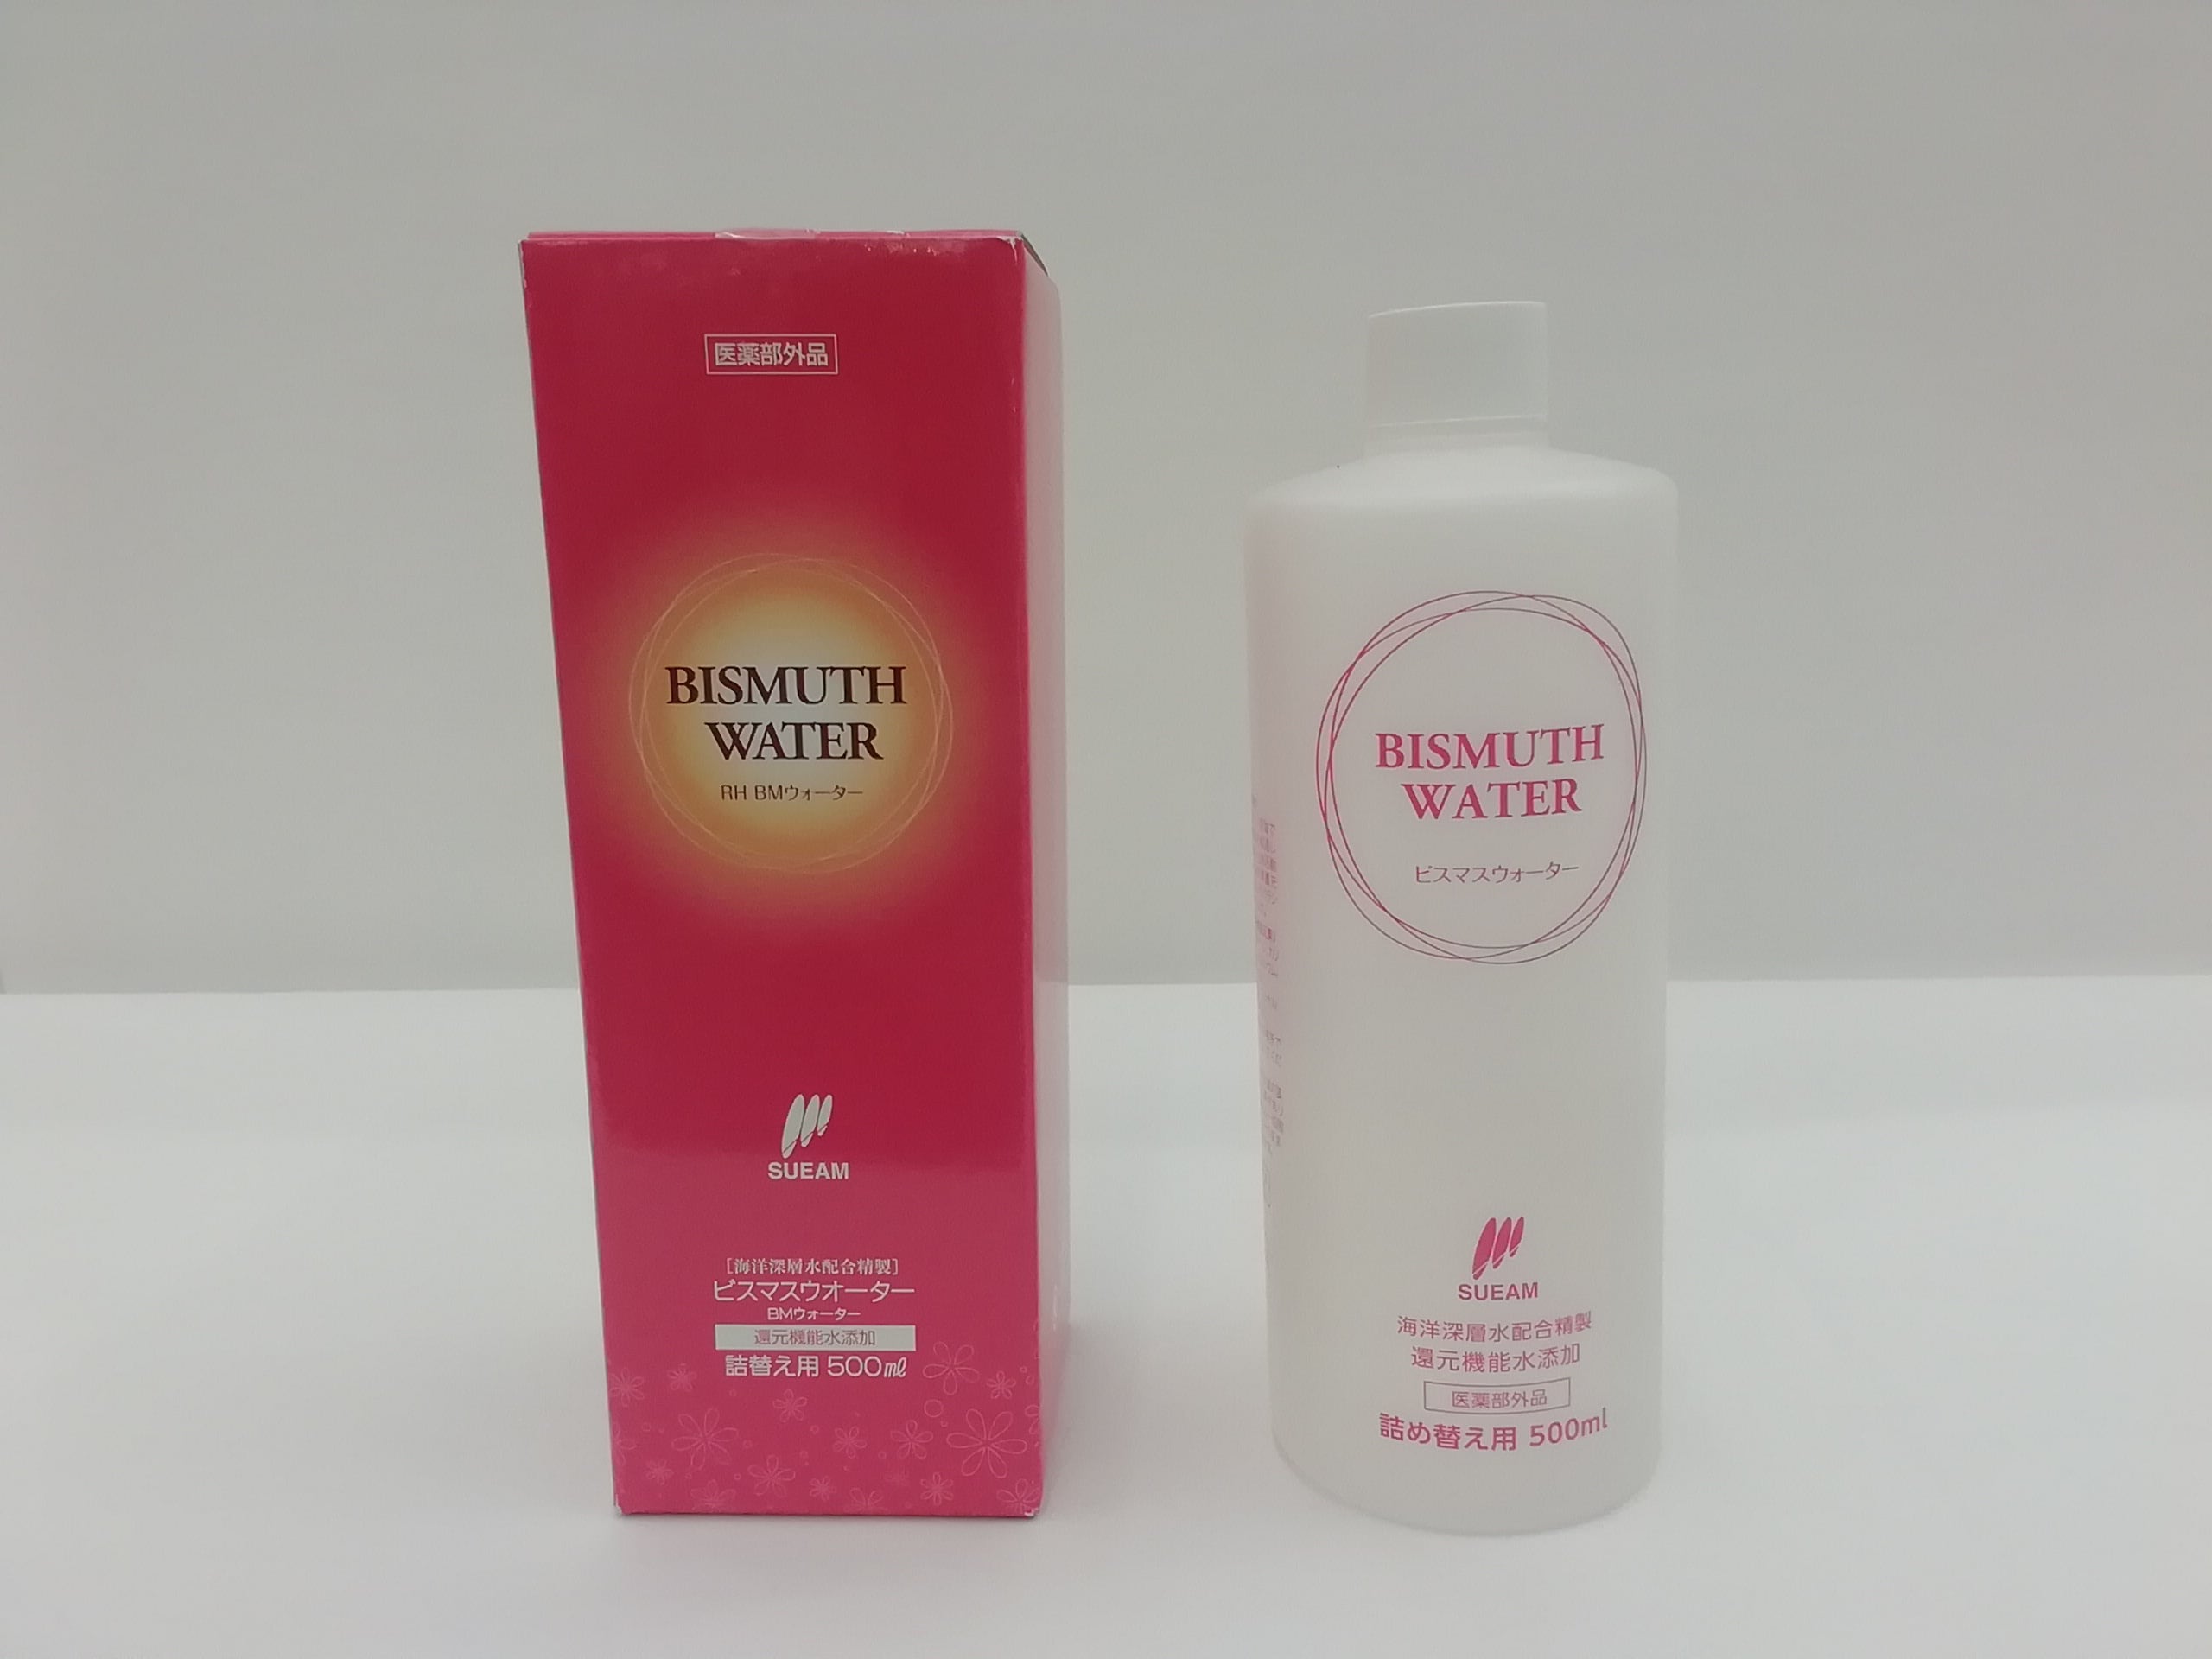 医薬部外品
BISMUTH
WATER
RH BMウォーター
SUEAM
[海洋深層水配合精製]
ビスマスウオーター
BMウォーター
還元機能水添加
詰替え用 500mℓ
BISMUTH
WATER
ビスマスウォーター
SUEAM
海洋深層水配合精製
還元機能水添加
医薬部外品
詰め替え用 500ml